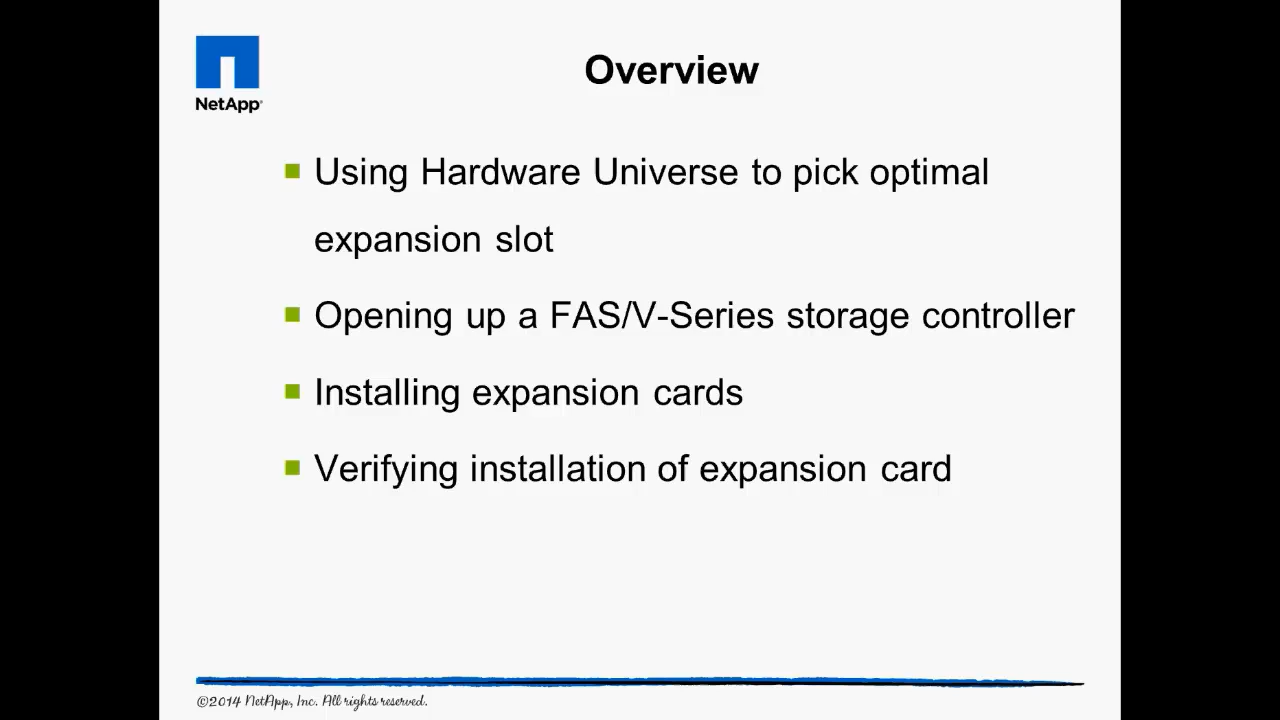 Overview
NetApp®
Using Hardware Universe to pick optimal
expansion slot
Opening up a FAS/V-Series storage controller
Installing expansion cards
Verifying installation of expansion card
©2014 NetApp, Inc. All rights reserved.